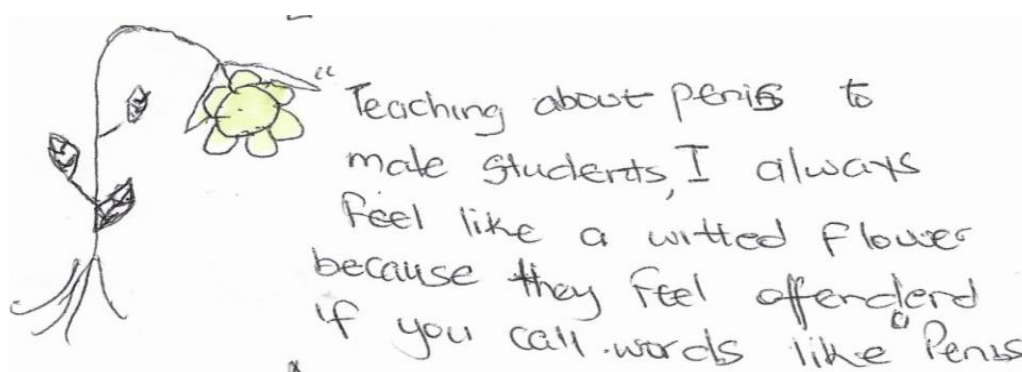 "Teaching about penis to
male students, I always
feel like a witted flower
because they feel offenderd
if you call words like "Penis